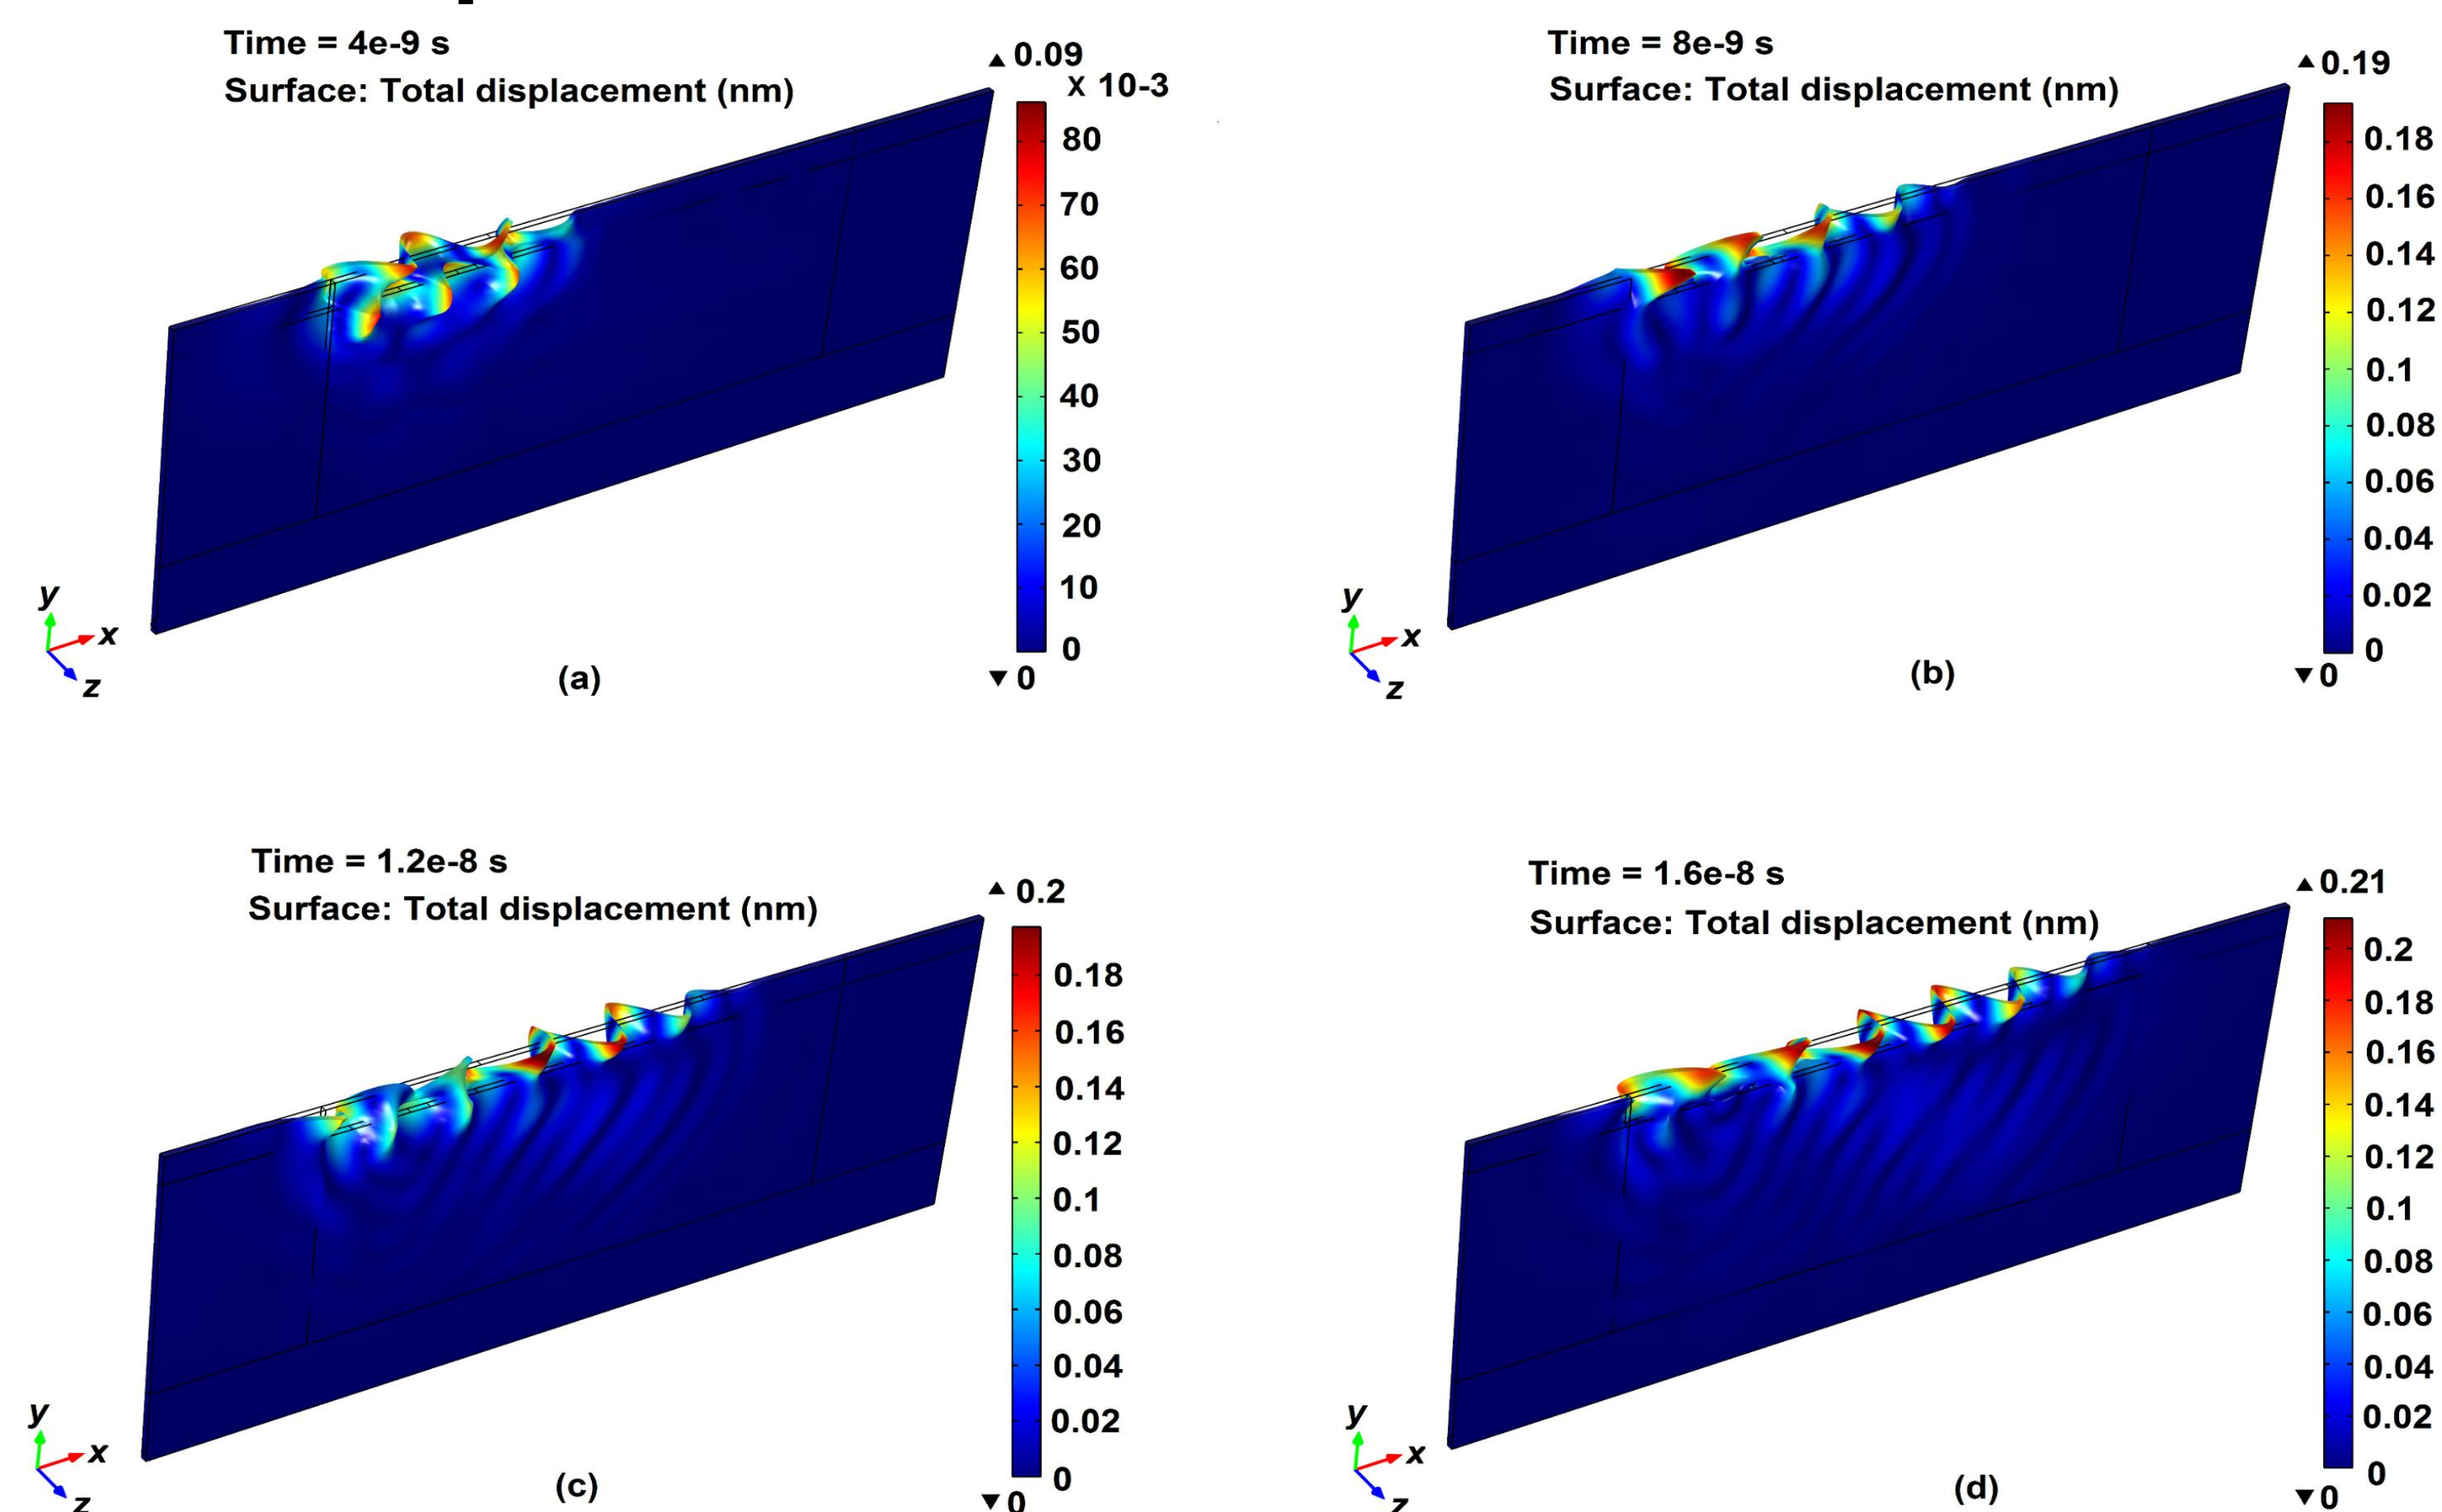 Time = 4e-9 s
Surface: Total displacement (nm)
▲ 0.09
x 10-3
80
70
60
50
40
30
20
10
0
▼ 0
y
x
z
(a)
Time = 8e-9 s
Surface: Total displacement (nm)
▲ 0.19
0.18
0.16
0.14
0.12
0.1
0.08
0.06
0.04
0.02
0
▼ 0
y
x
z
(b)
Time = 1.2e-8 s
Surface: Total displacement (nm)
▲ 0.2
0.18
0.16
0.14
0.12
0.1
0.08
0.06
0.04
0.02
0
▼ 0
y
x
z
(c)
Time = 1.6e-8 s
Surface: Total displacement (nm)
▲ 0.21
0.2
0.18
0.16
0.14
0.12
0.1
0.08
0.06
0.04
0.02
0
▼ 0
y
x
z
(d)